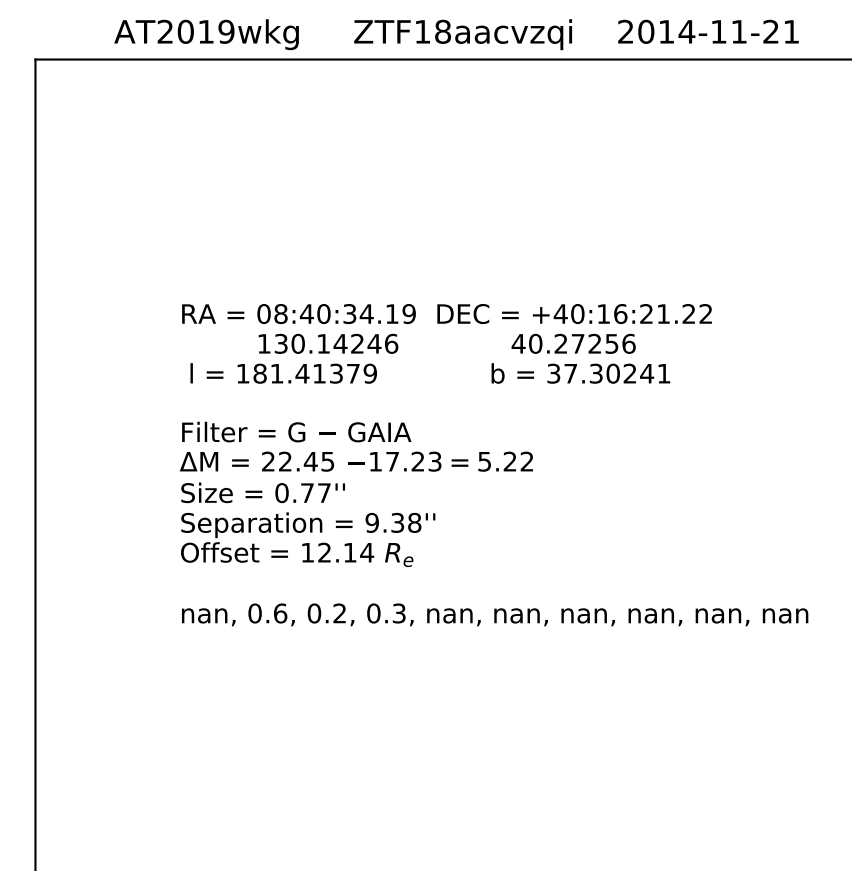 AT2019wkg ZTF18aacvzqi 2014-11-21
RA = 08:40:34.19 DEC = +40:16:21.22
130.14246 40.27256
l = 181.41379 b = 37.30241
Filter = G − GAIA
ΔM = 22.45 −17.23 = 5.22
Size = 0.77''
Separation = 9.38''
Offset = 12.14 Re
nan, 0.6, 0.2, 0.3, nan, nan, nan, nan, nan, nan